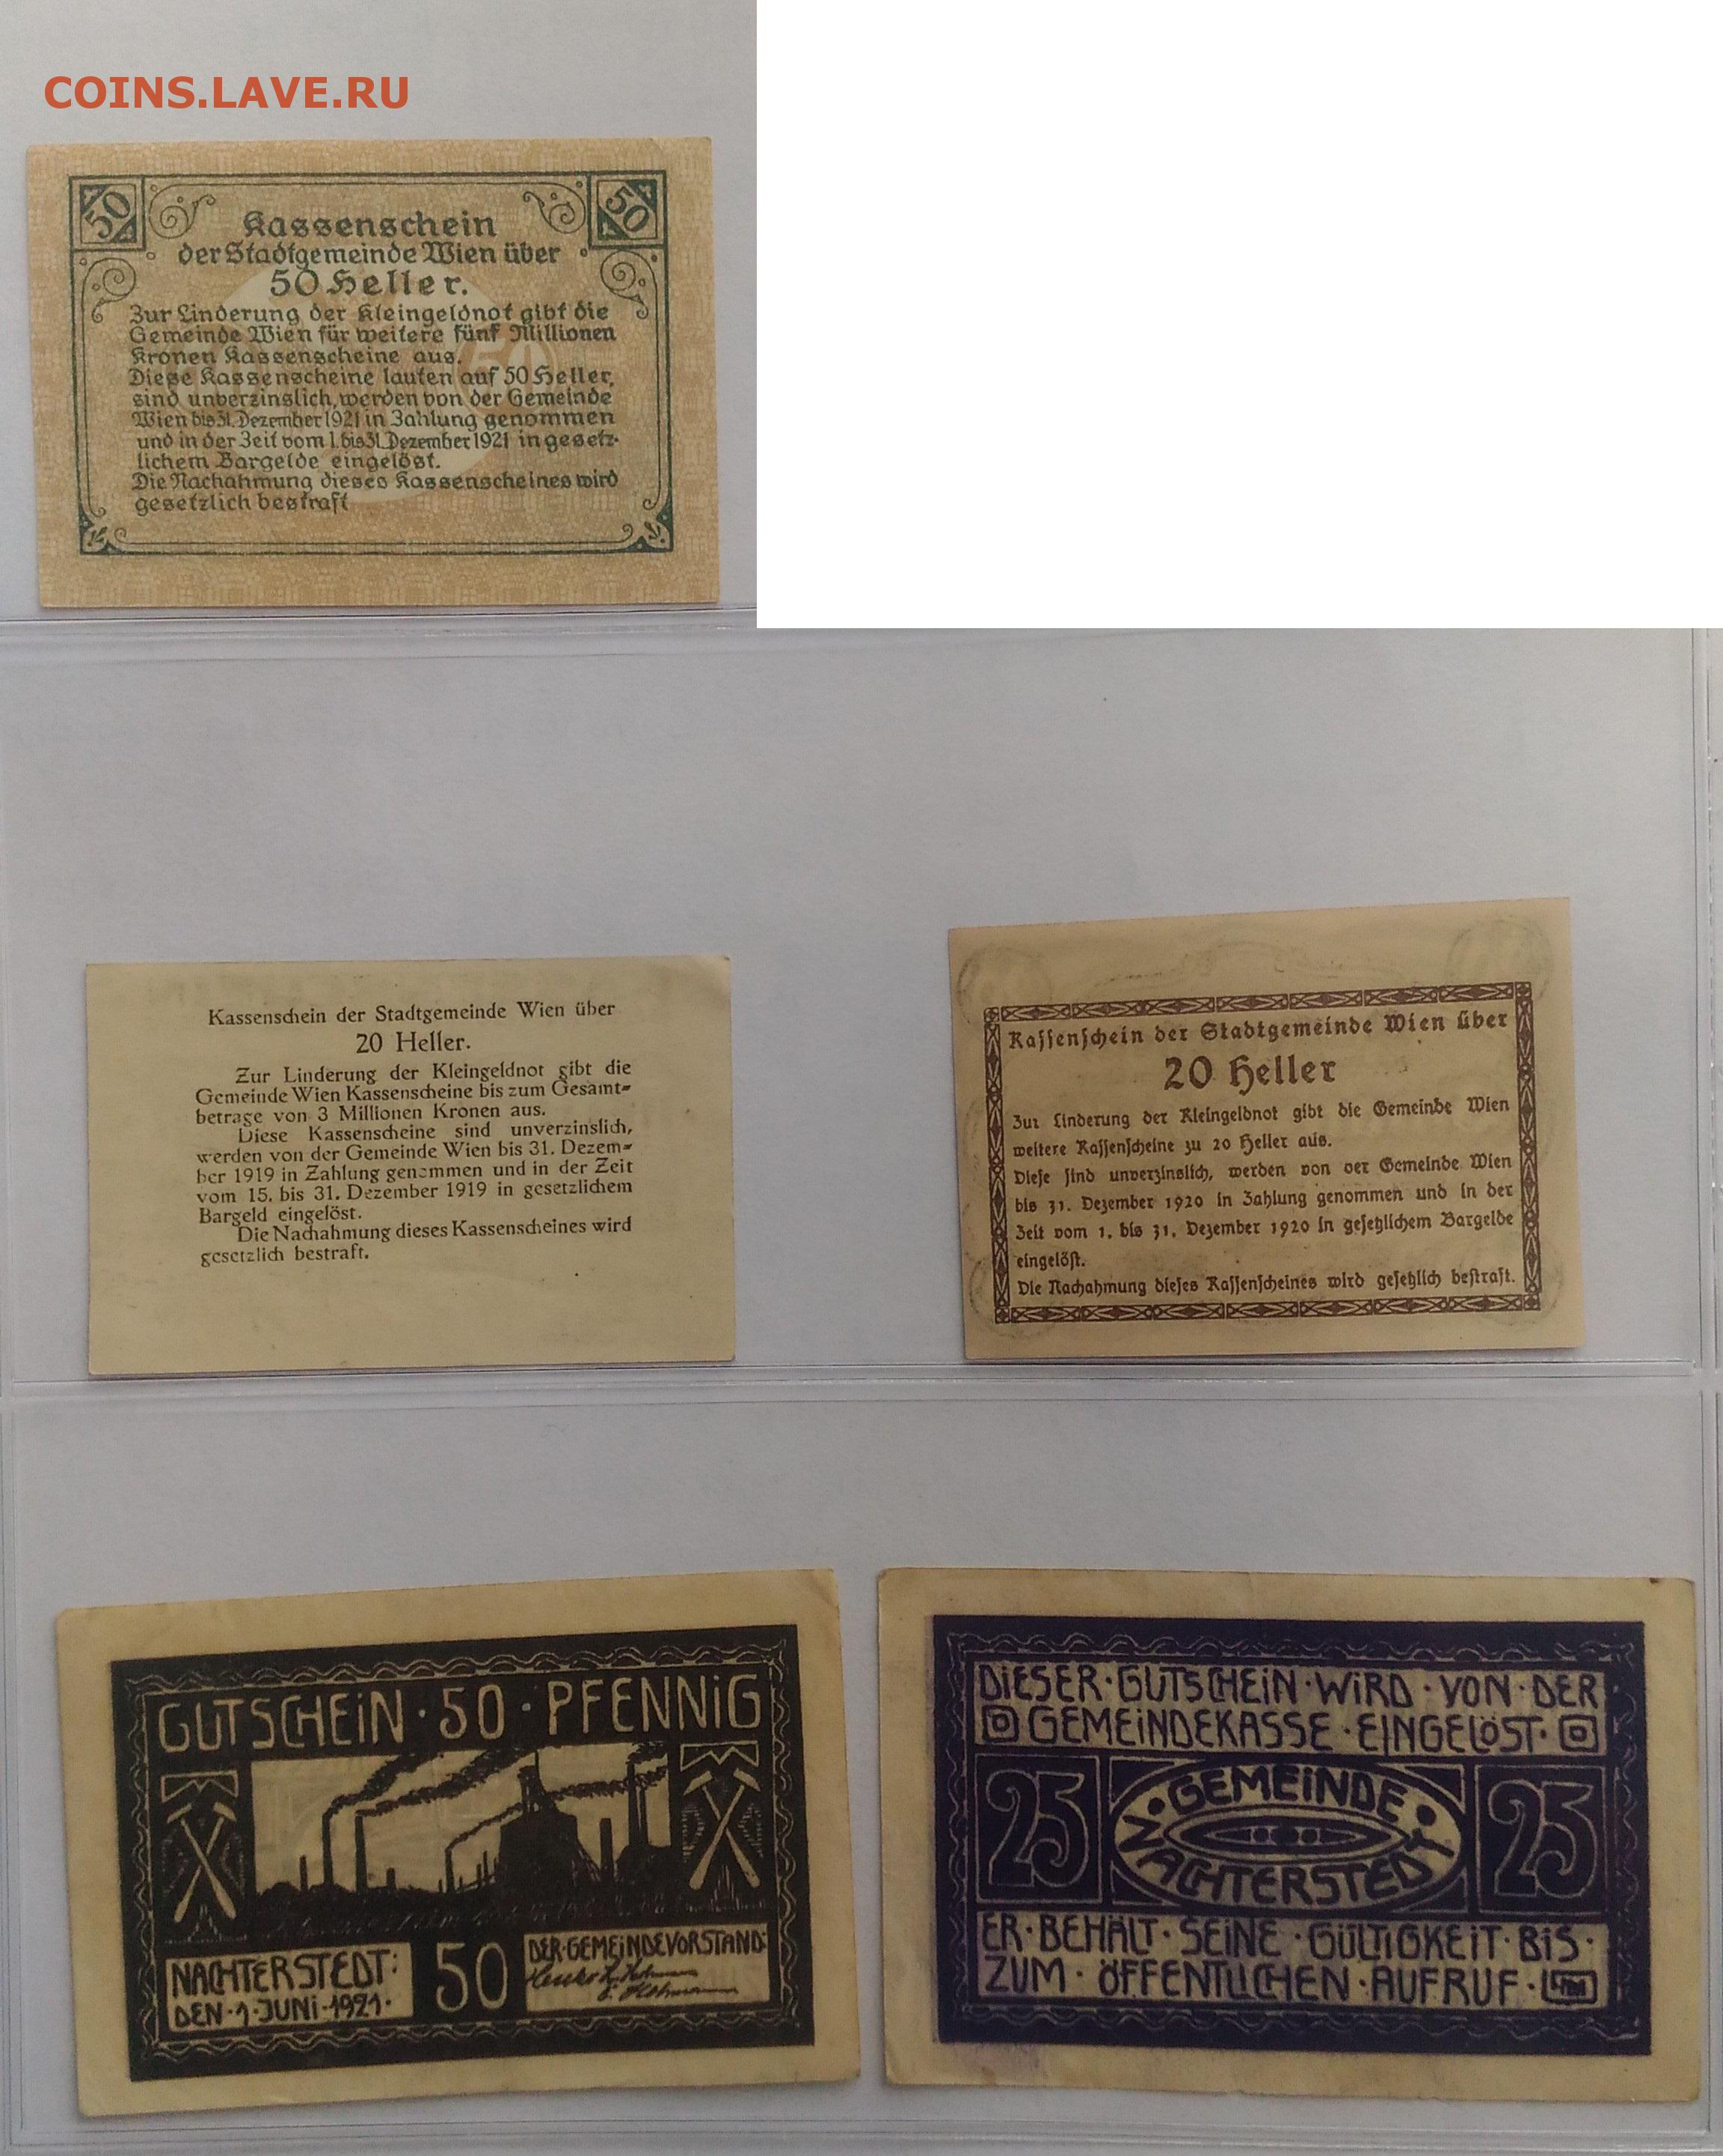 COINS.LAVE.RU
50
50
Kassenschein
der Stadtgemeinde Wien über
50 Heller.
Zur Linderung der Kleingeldnot gibt die
Gemeinde Wien für weitere fünf Millionen
Kronen Kassenscheine aus.
Diese Kassenscheine lauten auf 50 Heller,
sind unverzinslich, werden von der Gemeinde
Wien bis 31. Dezember 1921 in Zahlung genommen
und in der Zeit vom 1. bis 31. Dezember 1921 in gesetz-
lichem Bargelde eingelöst.
Die Nachahmung dieses Kassenscheines wird
gesetzlich bestraft
Kassenschein der Stadtgemeinde Wien über
20 Heller.
Zur Linderung der Kleingeldnot gibt die
Gemeinde Wien Kassenscheine bis zum Gesamt-
betrage von 3 Millionen Kronen aus.
Diese Kassenscheine sind unverzinslich,
werden von der Gemeinde Wien bis 31. Dezem-
ber 1919 in Zahlung genommen und in der Zeit
vom 15. bis 31. Dezember 1919 in gesetzlichem
Bargeld eingelöst.
Die Nachahmung dieses Kassenscheines wird
gesetzlich bestraft.
Kassenschein der Stadtgemeinde Wien über
20 Heller
Zur Linderung der Kleingeldnot gibt die Gemeinde Wien
weitere Kassenscheine zu 20 Heller aus.
Diese sind unverzinslich, werden von der Gemeinde Wien
bis 31. Dezember 1920 in Zahlung genommen und in der
Zeit vom 1. bis 31. Dezember 1920 in gesetzlichem Bargelde
eingelöst.
Die Nachahmung dieses Kassenscheines wird gesetzlich bestraft.
GUTSCHEIN · 50 · PFENNIG
NACHTERSTEDT:
DEN · 1 · JUNI · 1921 ·
50
DER · GEMEINDEVORSTAND:
DIESER · GUTSCHEIN · WIRD · VON · DER
GEMEINDEKASSE · EINGELÖST ·
25
· GEMEINDE ·
NACHTERSTEDT
25
ER · BEHÄLT · SEINE · GÜLTIGKEIT · BIS ·
ZUM · ÖFFENTLICHEN · AUFRUF ·